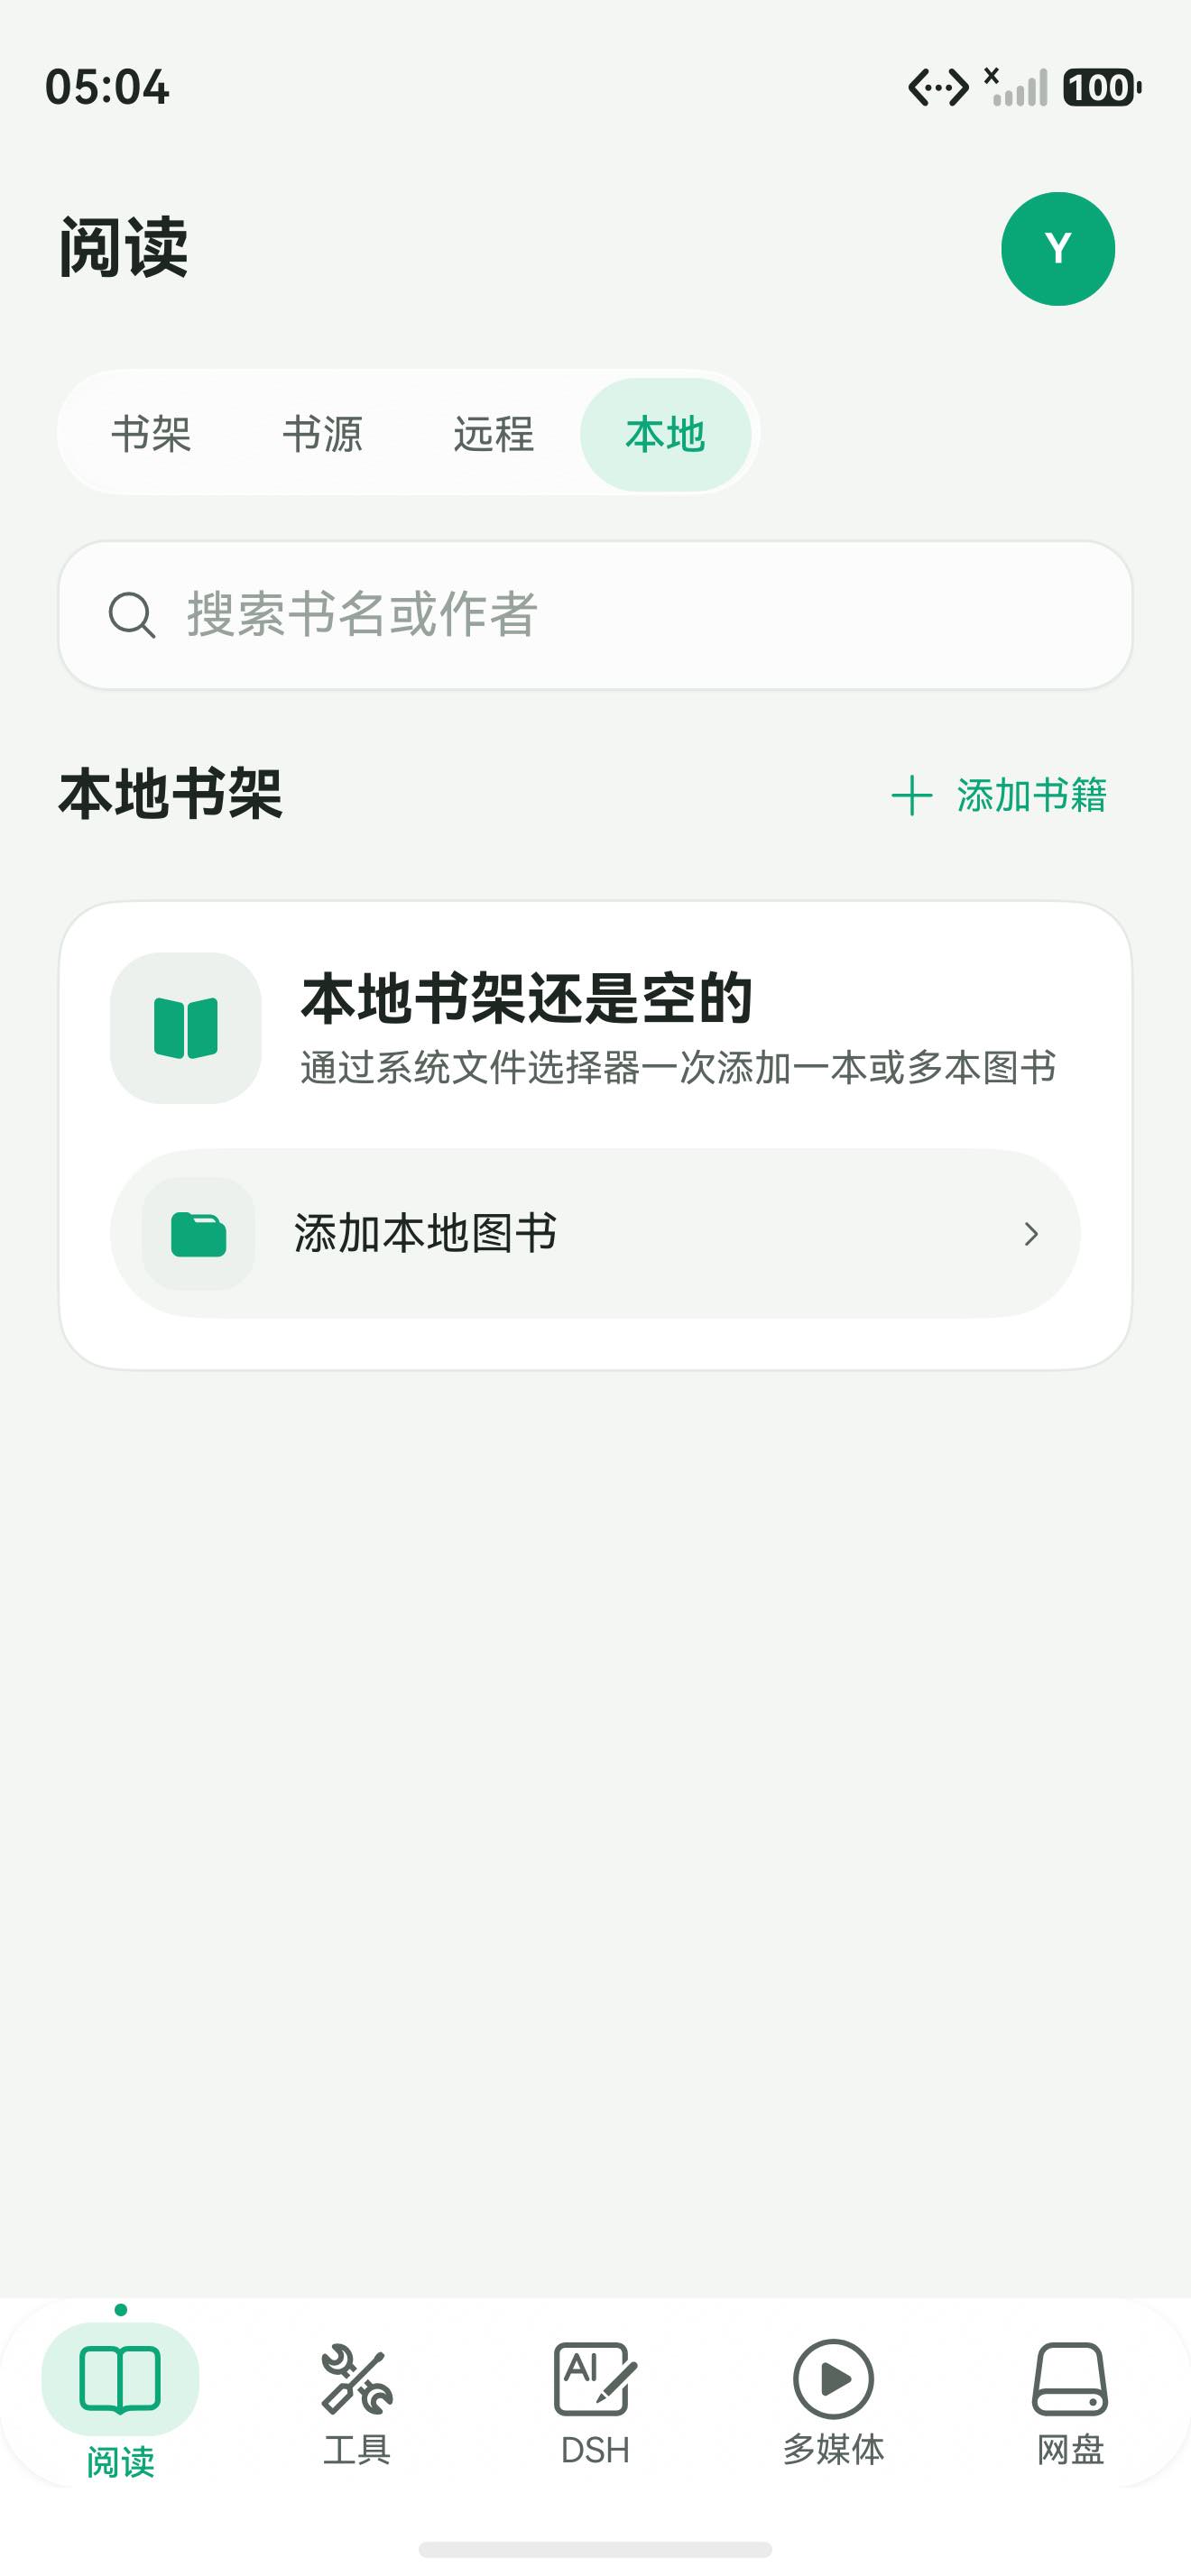 05:04
100
阅读
Y
书架 书源 远程 本地
搜索书名或作者
本地书架
添加书籍
本地书架还是空的
通过系统文件选择器一次添加一本或多本图书
添加本地图书
AI
阅读 工具 DSH 多媒体 网盘